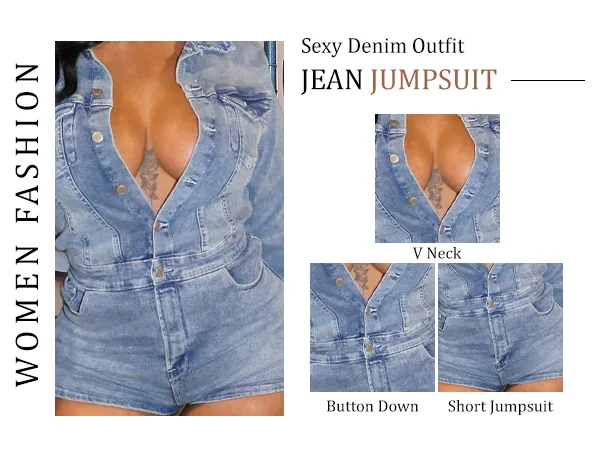 WOMEN FASHION
Sexy Denim Outfit
JEAN JUMPSUIT
V Neck
Button Down
Short Jumpsuit